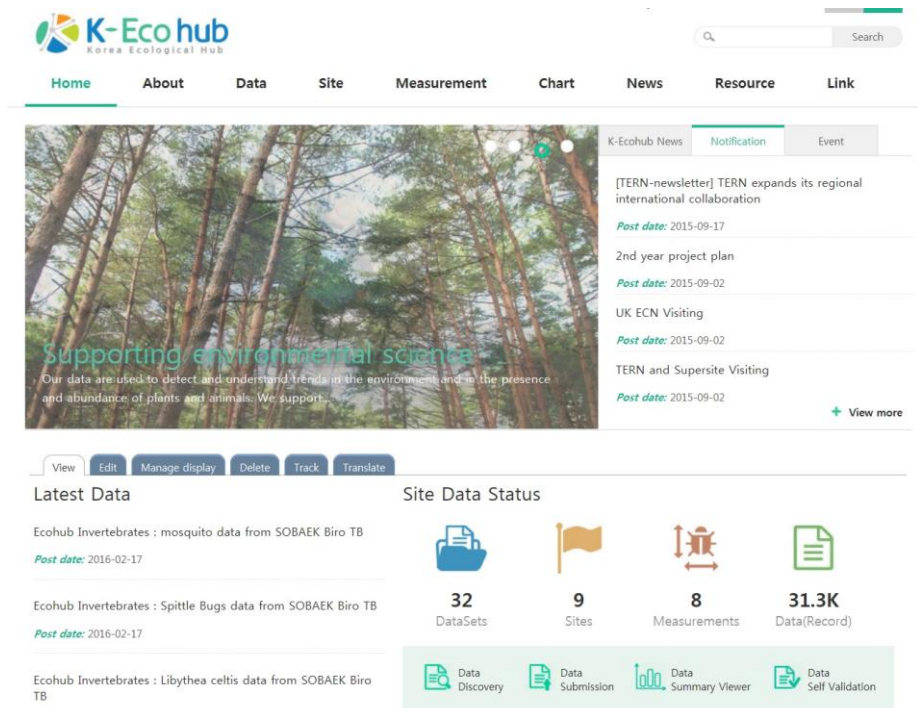 K-Eco hub
Korea Ecological Hub
Search
Home About Data Site Measurement Chart News Resource Link
K-Ecohub News Notification Event
[TERN-newsletter] TERN expands its regional
international collaboration
Post date: 2015-09-17
2nd year project plan
Post date: 2015-09-02
UK ECN Visiting
Post date: 2015-09-02
TERN and Supersite Visiting
Post date: 2015-09-02
+ View more
Supporting environmental science
Our data are used to detect and understand trends in the environment and in the presence
and abundance of plants and animals. We support...
View Edit Manage display Delete Track Translate
Latest Data
Ecohub Invertebrates : mosquito data from SOBAEK Biro TB
Post date: 2016-02-17
Ecohub Invertebrates : Spittle Bugs data from SOBAEK Biro TB
Post date: 2016-02-17
Ecohub Invertebrates : Libythea celtis data from SOBAEK Biro
TB
Site Data Status
32 9 8 31.3K
DataSets Sites Measurements Data(Record)
Data Discovery
Data Submission
Data Summary Viewer
Data Self Validation